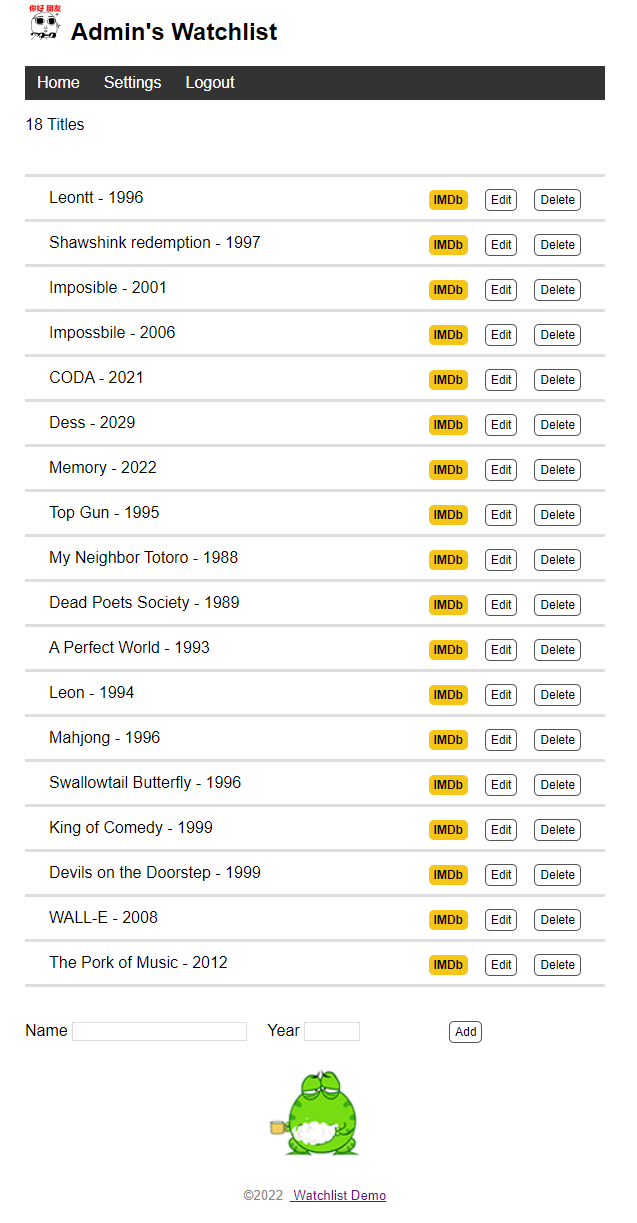 你好 朋友
Admin's Watchlist
Home Settings Logout
18 Titles
Leontt - 1996 IMDb Edit Delete
Shawshink redemption - 1997 IMDb Edit Delete
Imposible - 2001 IMDb Edit Delete
Impossbile - 2006 IMDb Edit Delete
CODA - 2021 IMDb Edit Delete
Dess - 2029 IMDb Edit Delete
Memory - 2022 IMDb Edit Delete
Top Gun - 1995 IMDb Edit Delete
My Neighbor Totoro - 1988 IMDb Edit Delete
Dead Poets Society - 1989 IMDb Edit Delete
A Perfect World - 1993 IMDb Edit Delete
Leon - 1994 IMDb Edit Delete
Mahjong - 1996 IMDb Edit Delete
Swallowtail Butterfly - 1996 IMDb Edit Delete
King of Comedy - 1999 IMDb Edit Delete
Devils on the Doorstep - 1999 IMDb Edit Delete
WALL-E - 2008 IMDb Edit Delete
The Pork of Music - 2012 IMDb Edit Delete
Name Year Add
©2022 Watchlist Demo